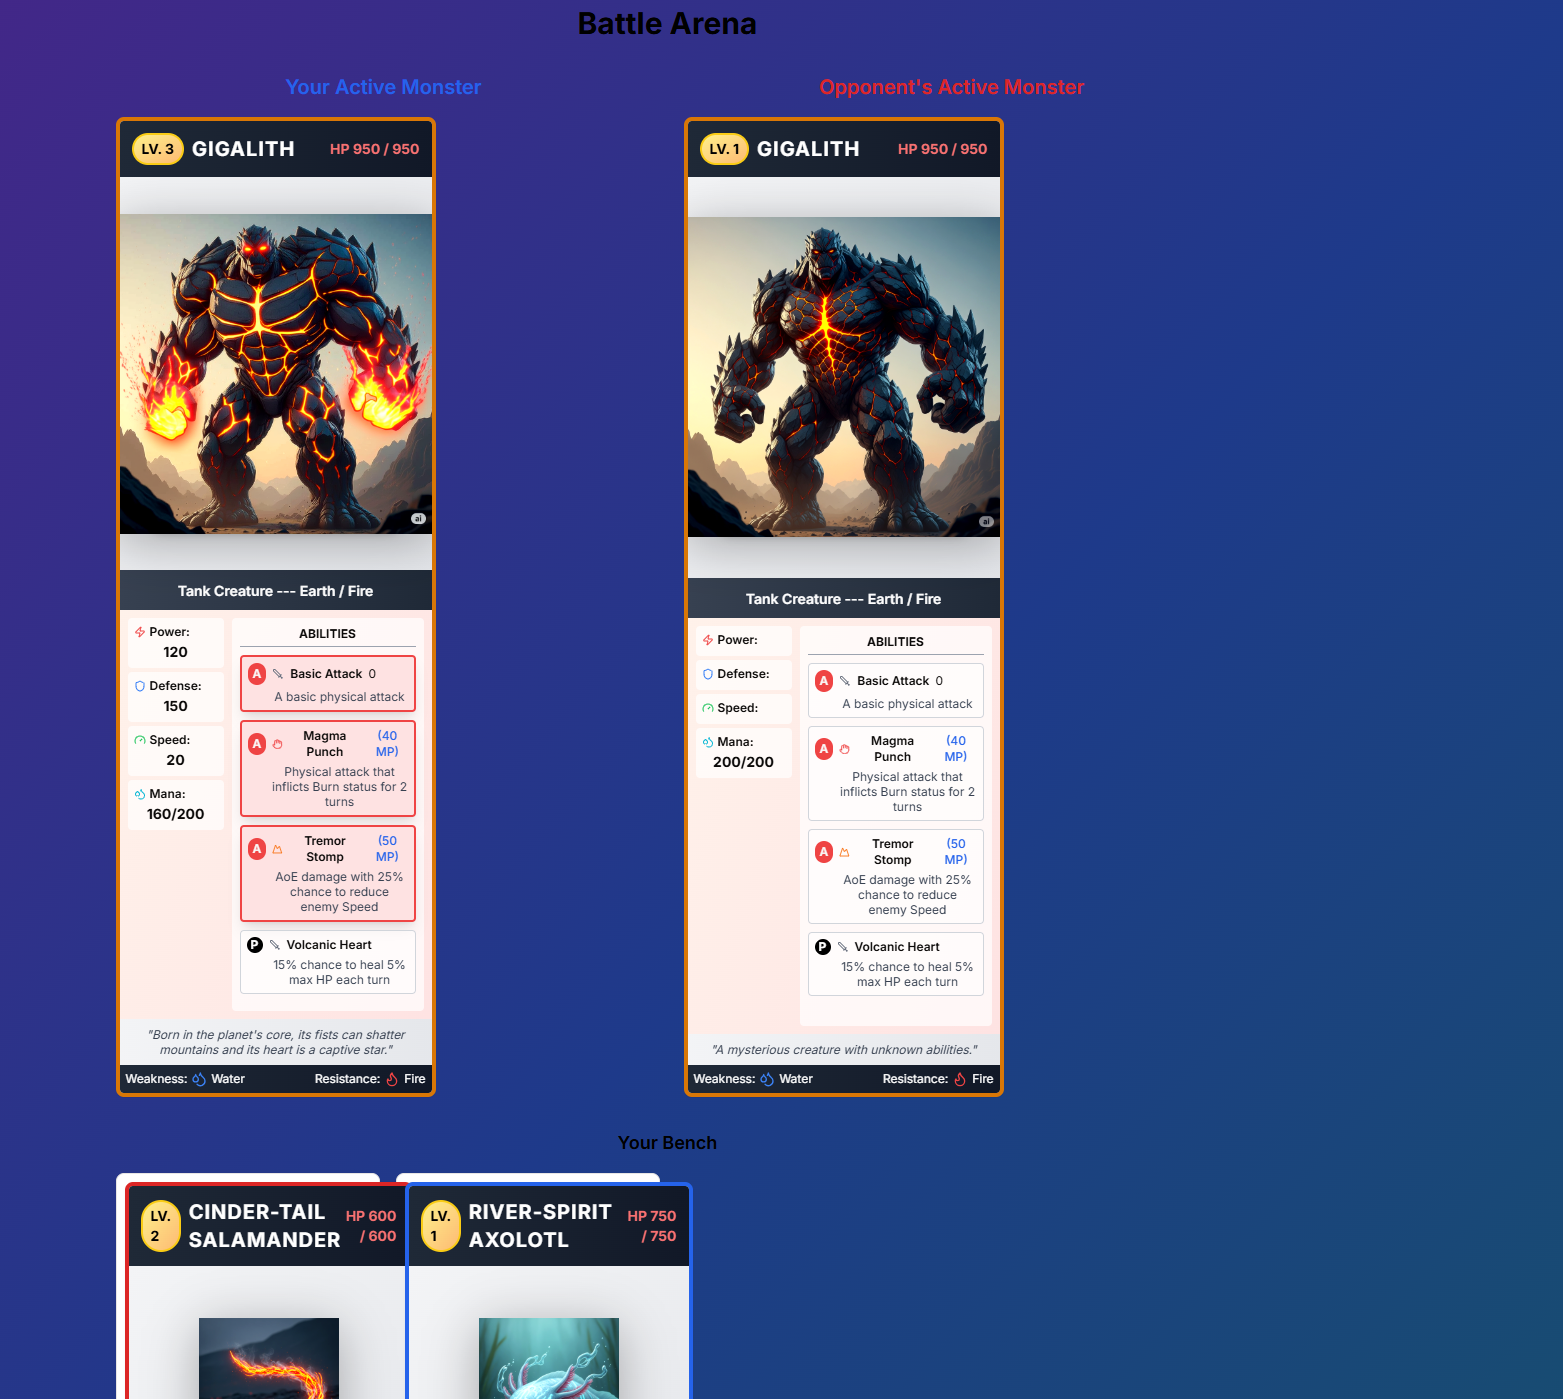 Battle Arena
Your Active Monster
Opponent's Active Monster
LV. 3 GIGALITH HP 950 / 950
ai
Tank Creature --- Earth / Fire
Power:
120
Defense:
150
Speed:
20
Mana:
160/200
ABILITIES
A Basic Attack 0
A basic physical attack
A Magma Punch (40 MP)
Physical attack that
inflicts Burn status for 2
turns
A Tremor Stomp (50 MP)
AoE damage with 25%
chance to reduce
enemy Speed
P Volcanic Heart
15% chance to heal 5%
max HP each turn
"Born in the planet's core, its fists can shatter
mountains and its heart is a captive star."
Weakness: Water Resistance: Fire
LV. 1 GIGALITH HP 950 / 950
ai
Tank Creature --- Earth / Fire
Power:
Defense:
Speed:
Mana:
200/200
ABILITIES
A Basic Attack 0
A basic physical attack
A Magma Punch (40 MP)
Physical attack that
inflicts Burn status for 2
turns
A Tremor Stomp (50 MP)
AoE damage with 25%
chance to reduce
enemy Speed
P Volcanic Heart
15% chance to heal 5%
max HP each turn
"A mysterious creature with unknown abilities."
Weakness: Water Resistance: Fire
Your Bench
LV. 2 CINDER-TAIL SALAMANDER HP 600 / 600
LV. 1 RIVER-SPIRIT AXOLOTL HP 750 / 750